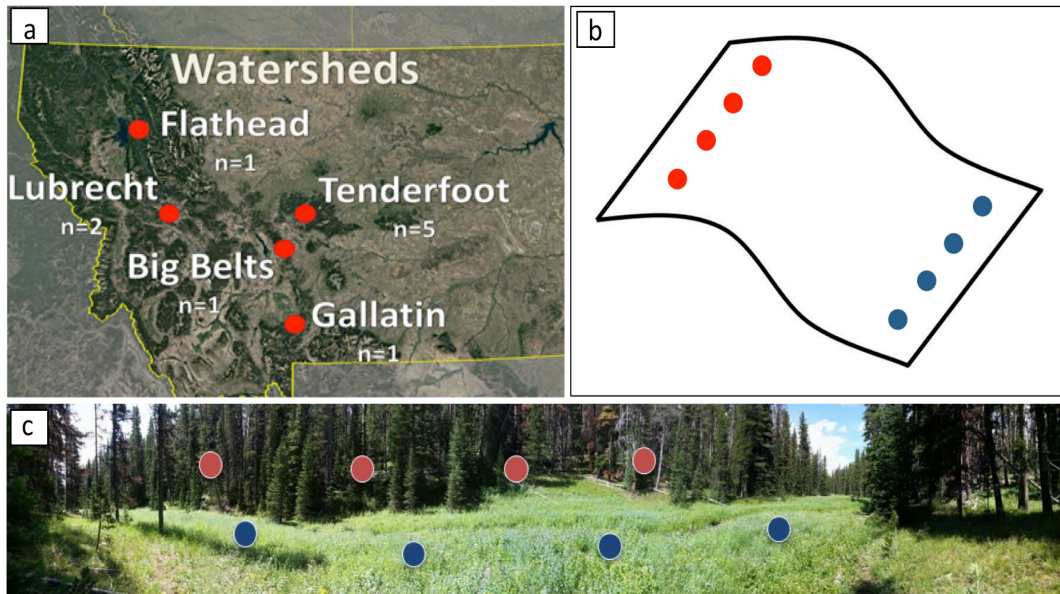 a
Watersheds
Flathead
n=1
Lubrecht
n=2
Tenderfoot
n=5
Big Belts
n=1
Gallatin
n=1
b
c